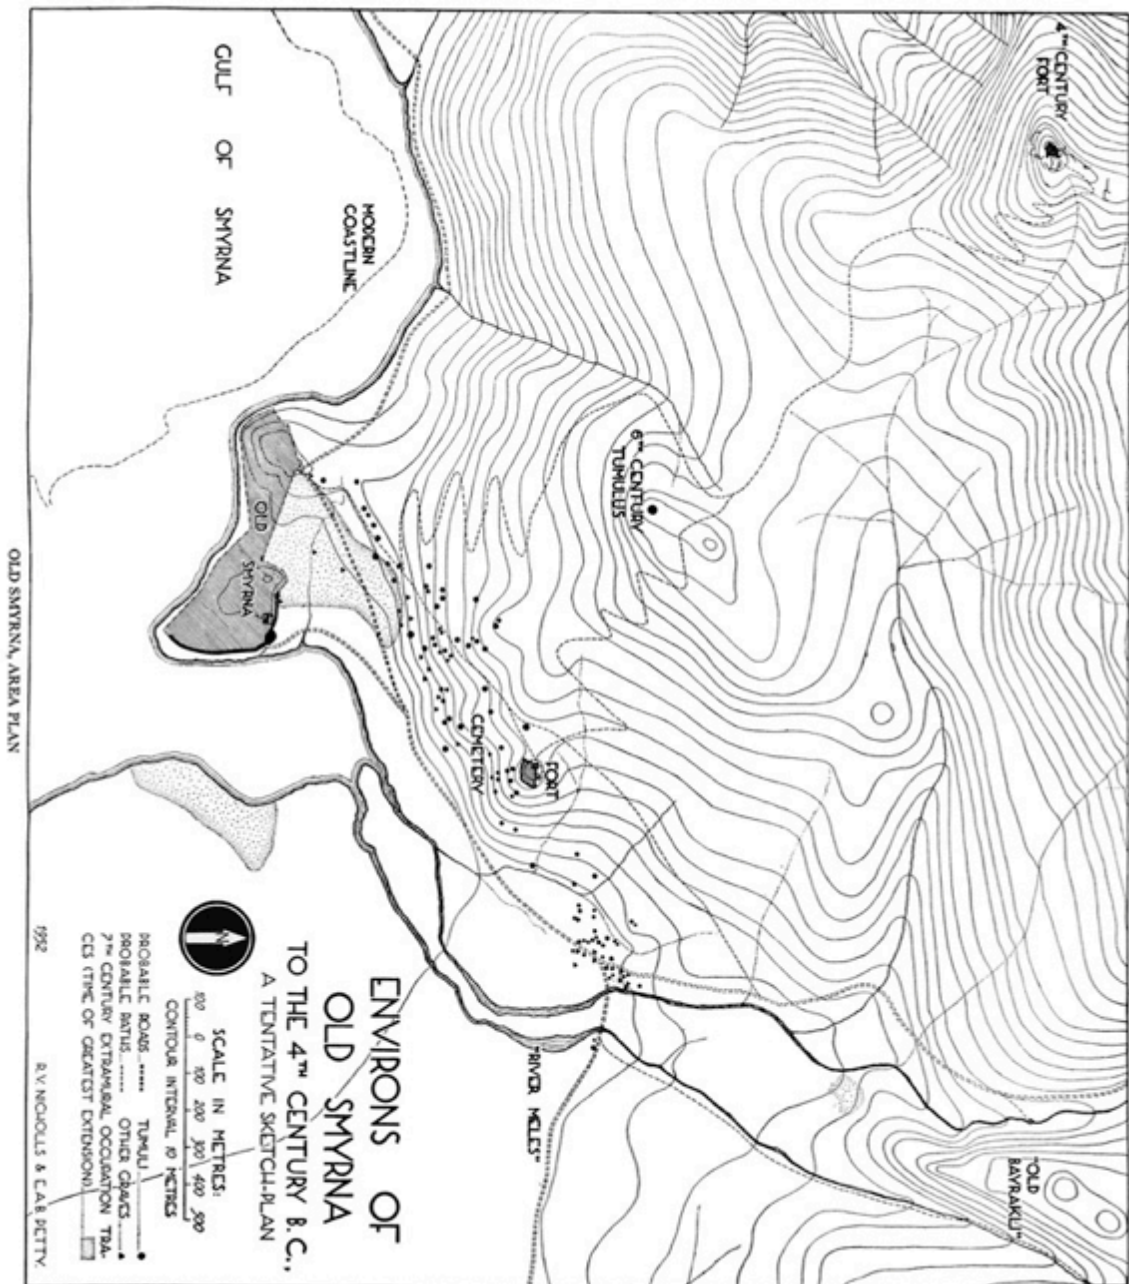 4TH CENTURY
FORT
GULF OF SMYRNA
MODERN
COASTLINE
6TH CENTURY
TUMULUS
OLD
SMYRNA
CEMETERY
FORT
"RIVER MELES"
"OLD
BAYRAKLI"
ENVIRONS OF
OLD SMYRNA
TO THE 4TH CENTURY B.C.,
A TENTATIVE SKETCH-PLAN
N
SCALE IN METRES:
100 0 100 200 300 400 500
CONTOUR INTERVAL 10 METRES
PROBABLE ROADS TUMULI
PROBABLE PATHS OTHER GRAVES
7TH CENTURY EXTRAMURAL OCCUPATION TRA-
CES (TIME OF GREATEST EXTENSION)
1952 R.V. NICHOLLS & E.A.B. PETTY.
OLD SMYRNA, AREA PLAN